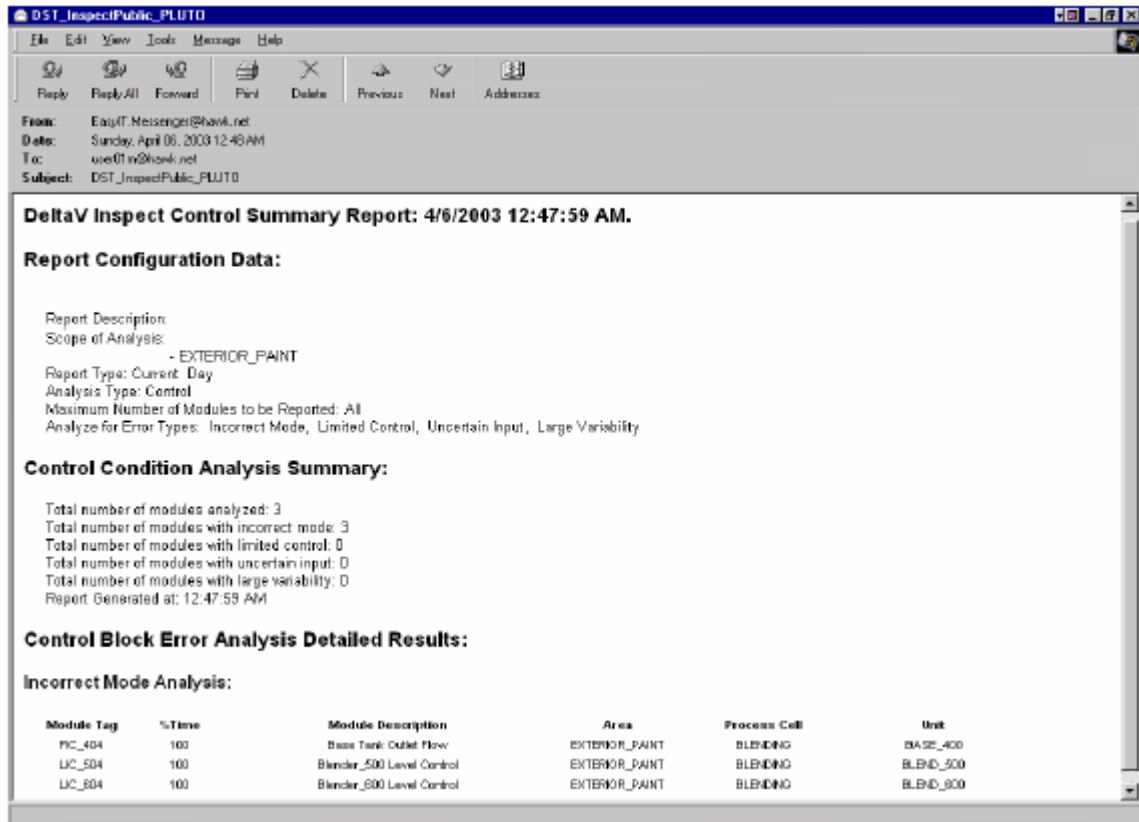 DST_InspectPublic_PLUTO
File Edit View Tools Message Help
Reply Reply All Forward Print Delete Previous Next Addresses
From: EasyIT.Messenger@hawk.net
Date: Sunday, April 06, 2003 12:48 AM
To: user01m@hawk.net
Subject: DST_InspectPublic_PLUTO
DeltaV Inspect Control Summary Report: 4/6/2003 12:47:59 AM.
Report Configuration Data:
Report Description:
Scope of Analysis:
- EXTERIOR_PAINT
Report Type: Current Day
Analysis Type: Control
Maximum Number of Modules to be Reported: All
Analyze for Error Types: Incorrect Mode, Limited Control, Uncertain Input, Large Variability
Control Condition Analysis Summary:
Total number of modules analyzed: 3
Total number of modules with incorrect mode: 3
Total number of modules with limited control: 0
Total number of modules with uncertain input: 0
Total number of modules with large variability: 0
Report Generated at: 12:47:59 AM
Control Block Error Analysis Detailed Results:
Incorrect Mode Analysis:
Module Tag %Time Module Description Area Process Cell Unit
FIC_404 100 Base Tank Outlet Flow EXTERIOR_PAINT BLENDING BASE_400
LIC_504 100 Blender_500 Level Control EXTERIOR_PAINT BLENDING BLEND_500
LIC_604 100 Blender_600 Level Control EXTERIOR_PAINT BLENDING BLEND_600